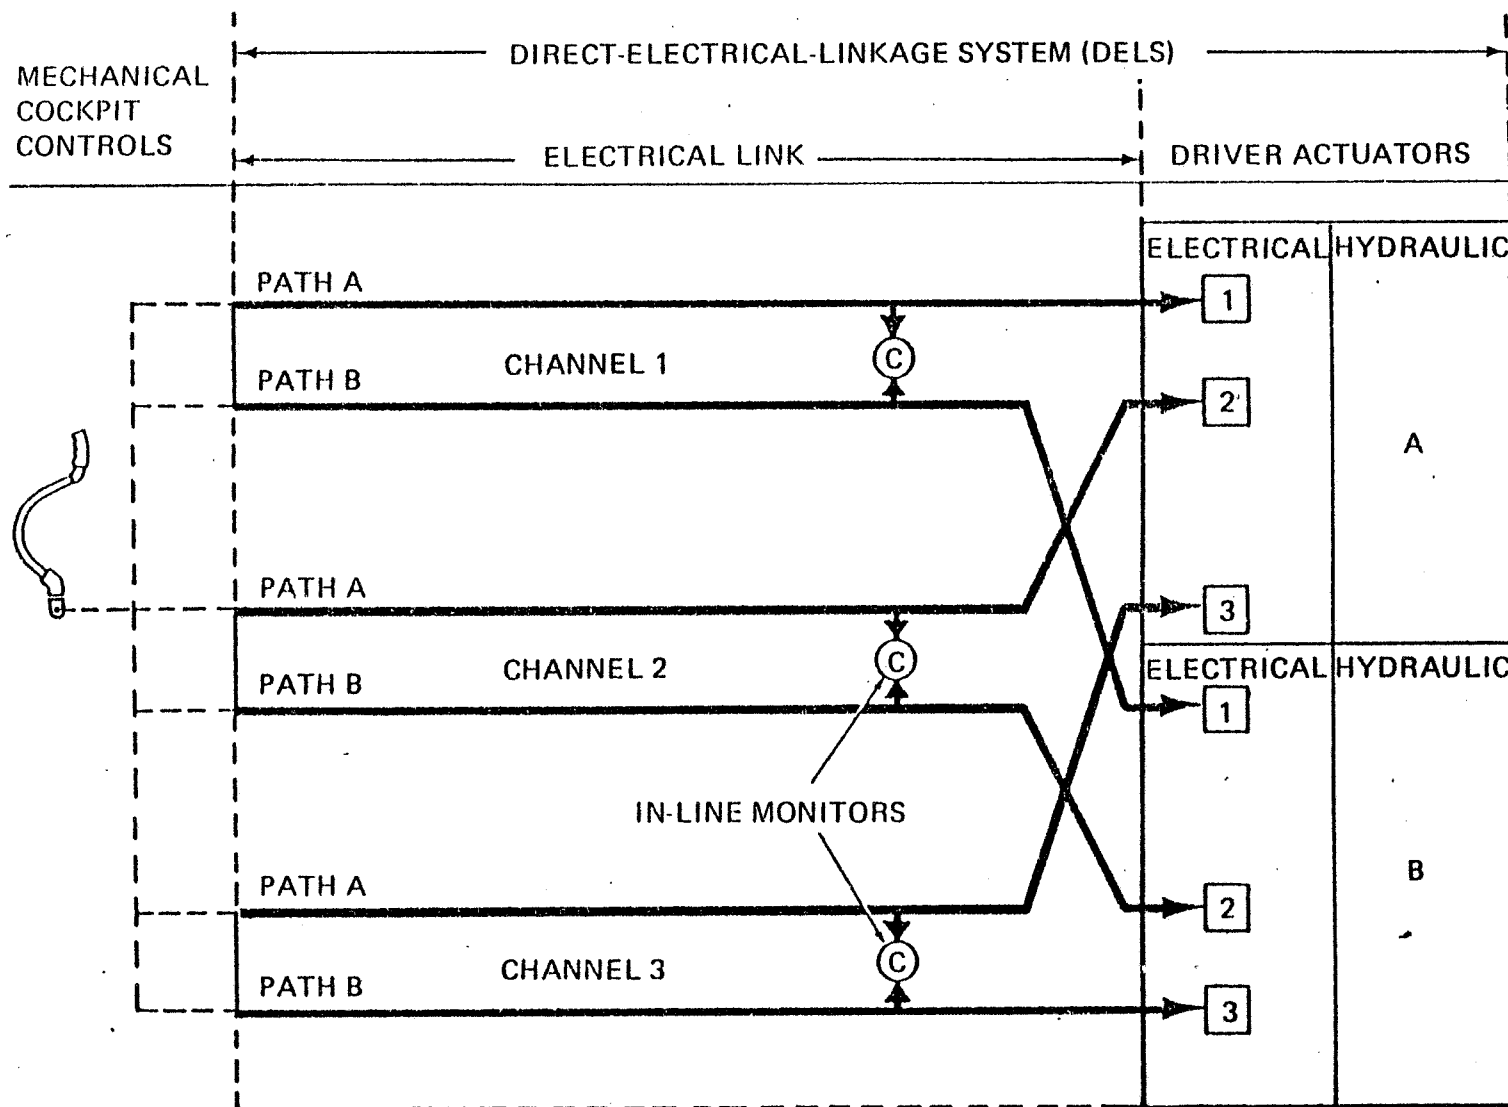 DIRECT-ELECTRICAL-LINKAGE SYSTEM (DELS)
MECHANICAL
COCKPIT
CONTROLS
ELECTRICAL LINK
DRIVER ACTUATORS
ELECTRICAL HYDRAULIC
PATH A
1
CHANNEL 1
C
PATH B
2
A
PATH A
3
CHANNEL 2
C
ELECTRICAL HYDRAULIC
PATH B
1
IN-LINE MONITORS
PATH A
2
B
CHANNEL 3
C
PATH B
3